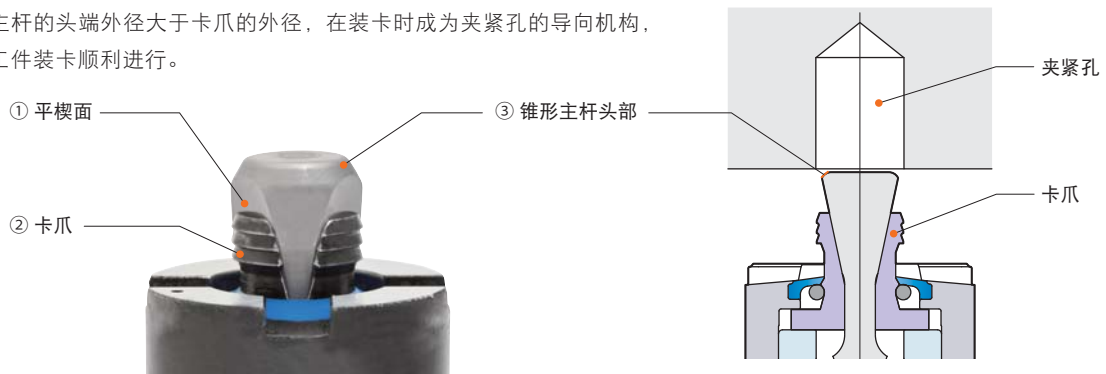 主杆的头端外径大于卡爪的外径，在装卡时成为夹紧孔的导向机构，
工件装卡顺利进行。
夹紧孔
① 平楔面
③ 锥形主杆头部
卡爪
② 卡爪